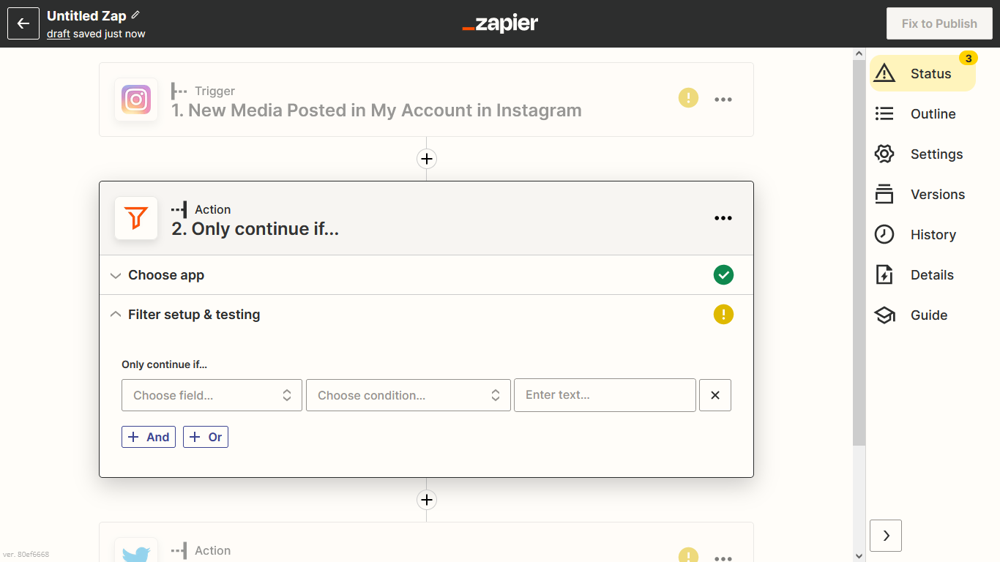 Untitled Zap
draft saved just now
zapier
Fix to Publish
Trigger
1. New Media Posted in My Account in Instagram
Action
2. Only continue if...
Choose app
Filter setup & testing
Only continue if...
Choose field...
Choose condition...
Enter text...
And
Or
Action
3
Status
Outline
Settings
Versions
History
Details
Guide
ver. 80ef6668